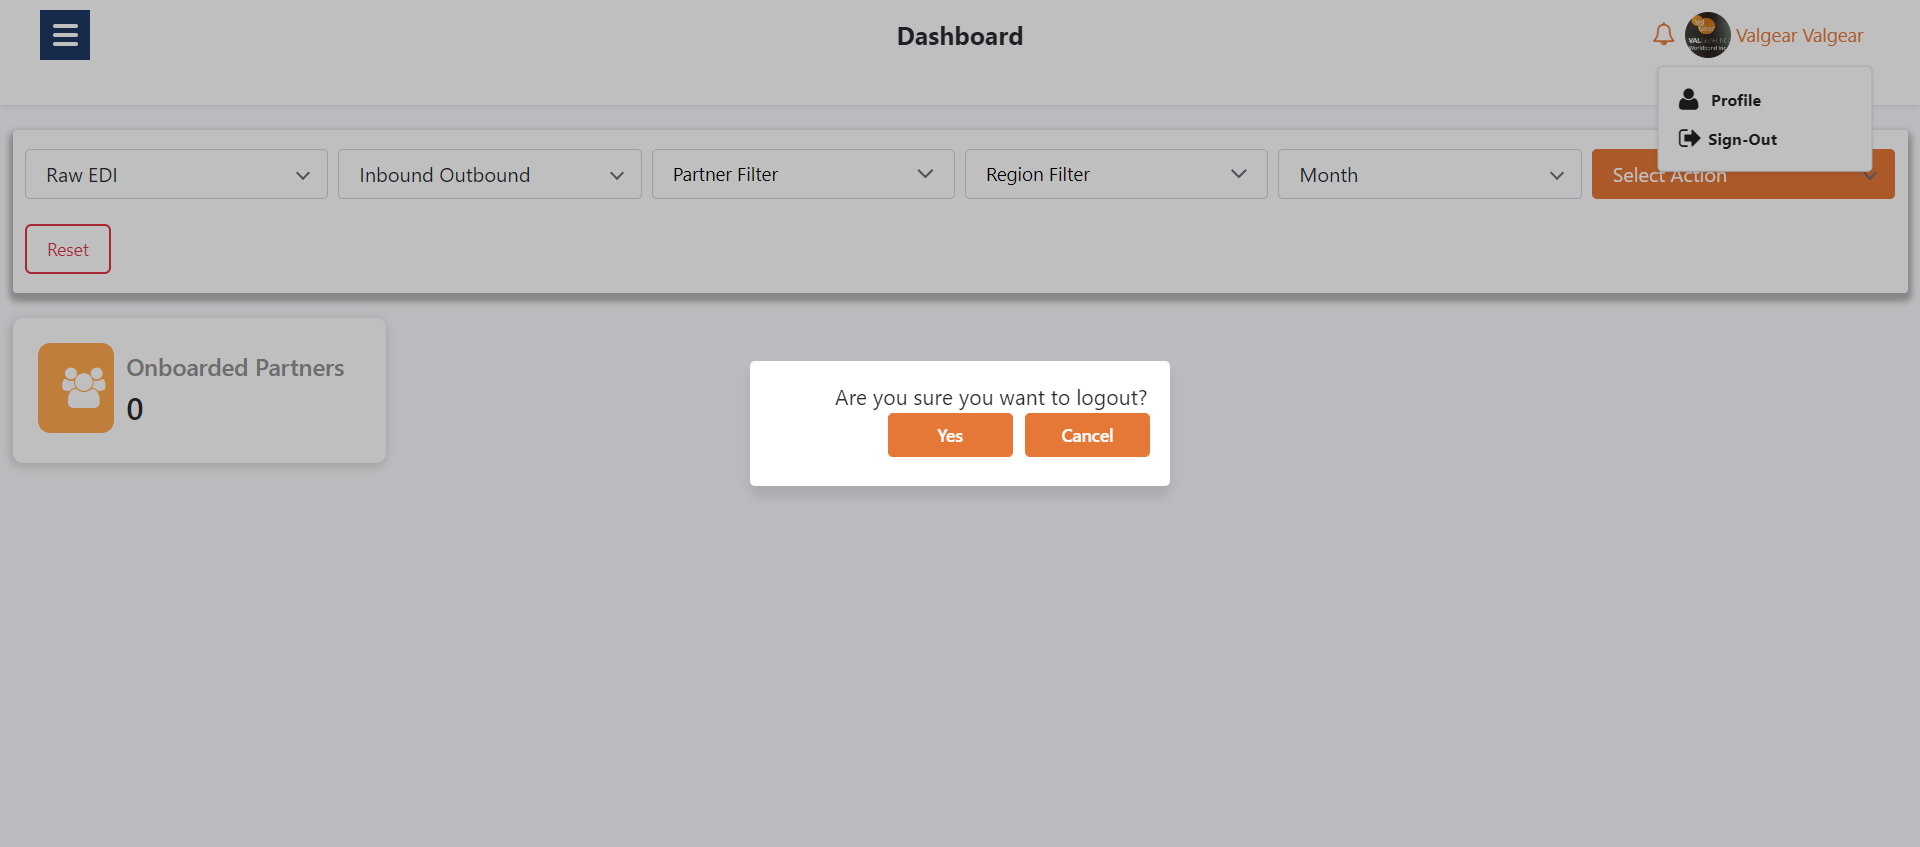 Dashboard
Valgear Valgear
Profile
Sign-Out
Raw EDI
Inbound Outbound
Partner Filter
Region Filter
Month
Select Action
Reset
Onboarded Partners
0
Are you sure you want to logout?
Yes
Cancel